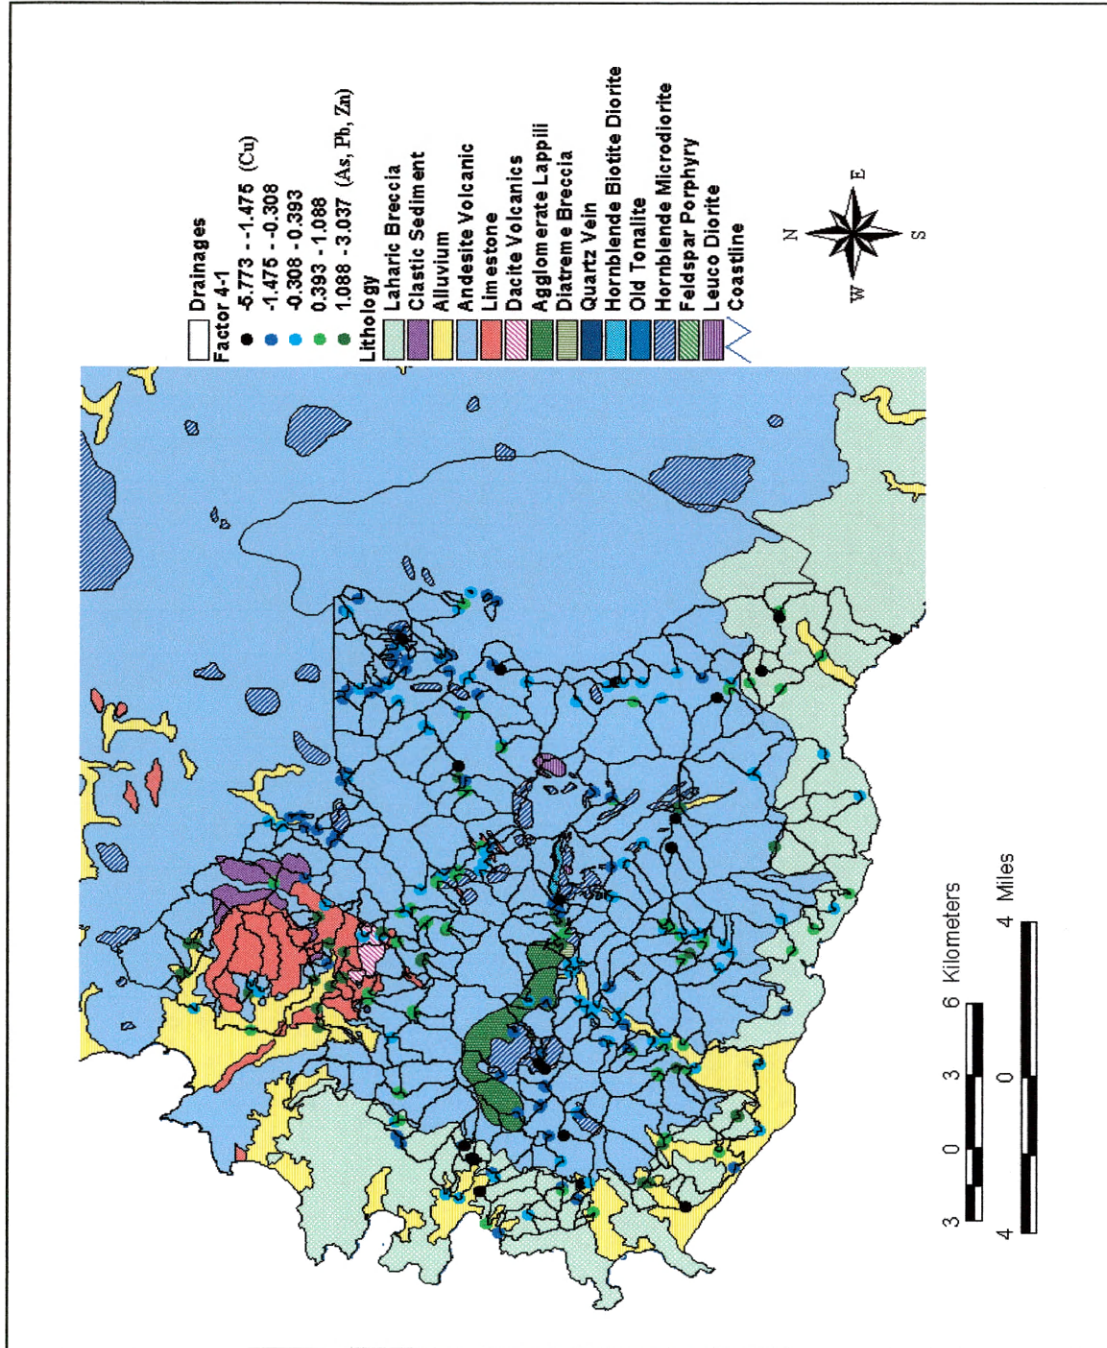 Drainages
Factor 4-1
-5.773 - -1.475 (Cu)
-1.475 - -0.308
-0.308 - 0.393
0.393 - 1.088
1.088 - 3.037 (As, Pb, Zn)
Lithology
Laharic Breccia
Clastic Sediment
Alluvium
Andesite Volcanic
Limestone
Dacite Volcanics
Agglomerate Lappili
Diatreme Breccia
Quartz Vein
Hornblende Biotite Diorite
Old Tonalite
Hornblende Microdiorite
Feldspar Porphyry
Leuco Diorite
Coastline
N
W E
S
3 0 3 6 Kilometers
4 0 4 Miles